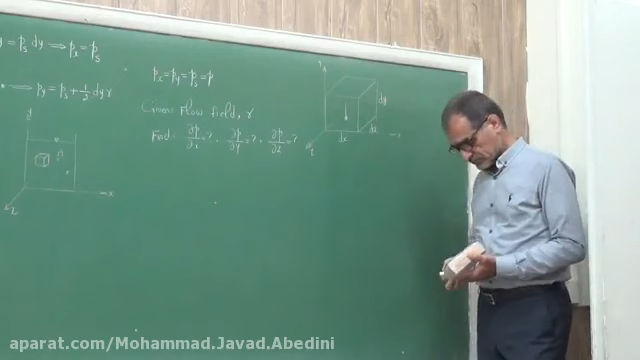 y = p_s dy ⟹ p_x = p_s
⟹ p_y = p_s + ½ dy γ
y
x
z
p_x = p_y = p_s = p
Given: Flow field, γ
Find: ∂p/∂x = ? , ∂p/∂y = ? , ∂p/∂z = ?
y
dy
dz
dx
x
z
aparat.com/Mohammad.Javad.Abedini